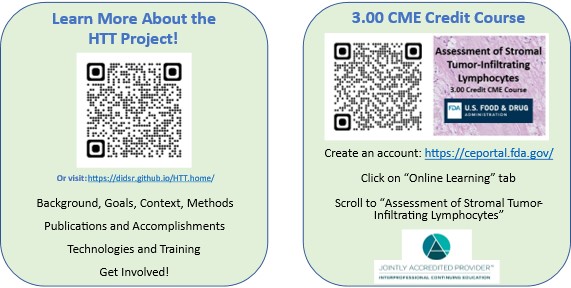 Learn More About the
HTT Project!
Or visit: https://didsr.github.io/HTT.home/
Background, Goals, Context, Methods
Publications and Accomplishments
Technologies and Training
Get Involved!
3.00 CME Credit Course
Assessment of Stromal
Tumor-Infiltrating
Lymphocytes
3.00 Credit CME Course
FDA U.S. FOOD & DRUG
ADMINISTRATION
Create an account: https://ceportal.fda.gov/
Click on “Online Learning” tab
Scroll to “Assessment of Stromal Tumor-
Infiltrating Lymphocytes”
JOINTLY ACCREDITED PROVIDER™
INTERPROFESSIONAL CONTINUING EDUCATION